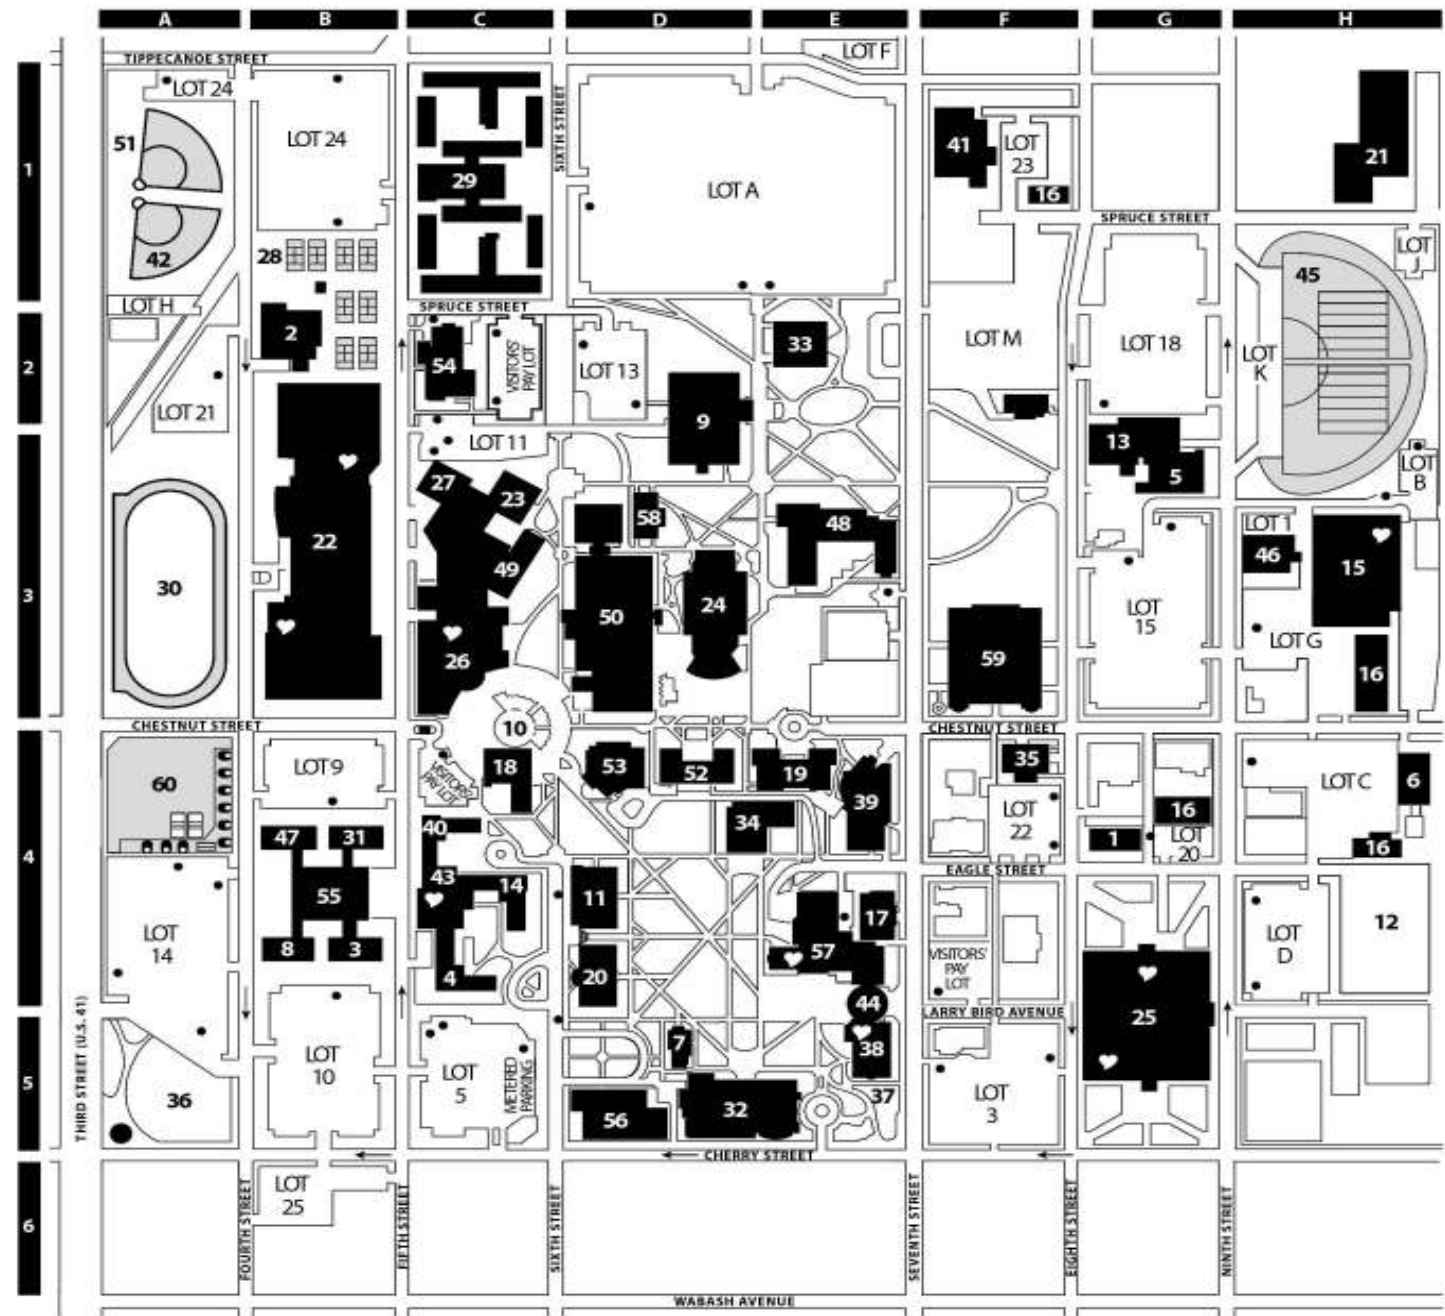 A
B
C
D
E
F
G
H
TIPPECANOE STREET
LOT F
LOT 24
LOT 24
51
29
SIXTH STREET
LOT A
41
LOT
23
16
21
1
42
28
SPRUCE STREET
LOT
J
45
LOT H
2
SPRUCE STREET
54
VISITORS'
PAY LOT
LOT 13
33
LOT M
LOT 18
LOT
K
2
LOT 21
9
LOT 11
13
5
LOT
B
27
23
58
48
LOT 1
46
15
22
49
30
50
24
LOT
15
3
26
59
LOT G
16
CHESTNUT STREET
10
CHESTNUT STREET
60
LOT 9
VISITORS'
PAY LOT
18
53
52
19
39
35
LOT
22
16
1
LOT
20
LOT C
6
16
47
31
40
34
4
EAGLE STREET
55
43
14
11
17
57
LOT
14
8
3
4
20
VISITORS'
PAY
LOT
LOT
D
12
44
LARRY BIRD AVENUE
25
THIRD STREET (U.S. 41)
LOT
10
LOT
5
METERED
PARKING
7
38
37
5
36
56
32
LOT
3
CHERRY STREET
LOT
25
6
FOURTH STREET
FIFTH STREET
SIXTH STREET
SEVENTH STREET
EIGHTH STREET
NINTH STREET
WABASH AVENUE